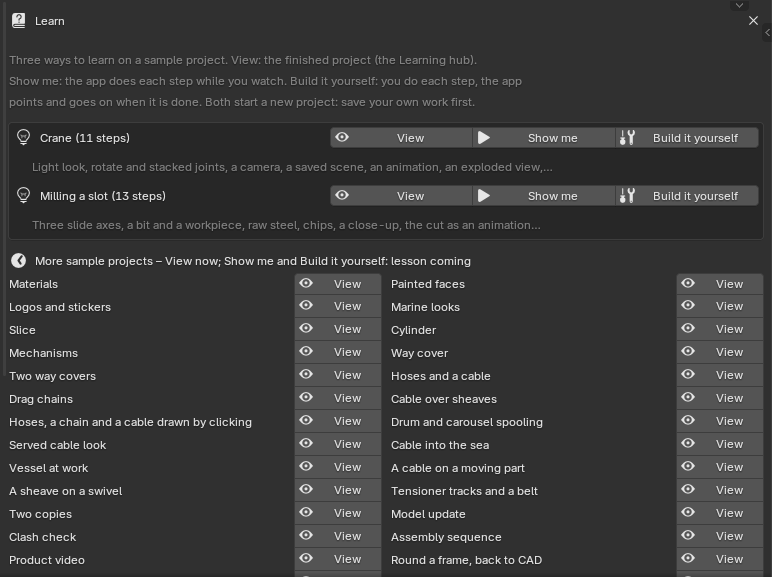 Learn
Three ways to learn on a sample project. View: the finished project (the Learning hub).
Show me: the app does each step while you watch. Build it yourself: you do each step, the app
points and goes on when it is done. Both start a new project: save your own work first.
Crane (11 steps) View Show me Build it yourself
Light look, rotate and stacked joints, a camera, a saved scene, an animation, an exploded view,...
Milling a slot (13 steps) View Show me Build it yourself
Three slide axes, a bit and a workpiece, raw steel, chips, a close-up, the cut as an animation...
More sample projects – View now; Show me and Build it yourself: lesson coming
Materials View Painted faces View
Logos and stickers View Marine looks View
Slice View Cylinder View
Mechanisms View Way cover View
Two way covers View Hoses and a cable View
Drag chains View Cable over sheaves View
Hoses, a chain and a cable drawn by clicking View Drum and carousel spooling View
Served cable look View Cable into the sea View
Vessel at work View A cable on a moving part View
A sheave on a swivel View Tensioner tracks and a belt View
Two copies View Model update View
Clash check View Assembly sequence View
Product video View Round a frame, back to CAD View